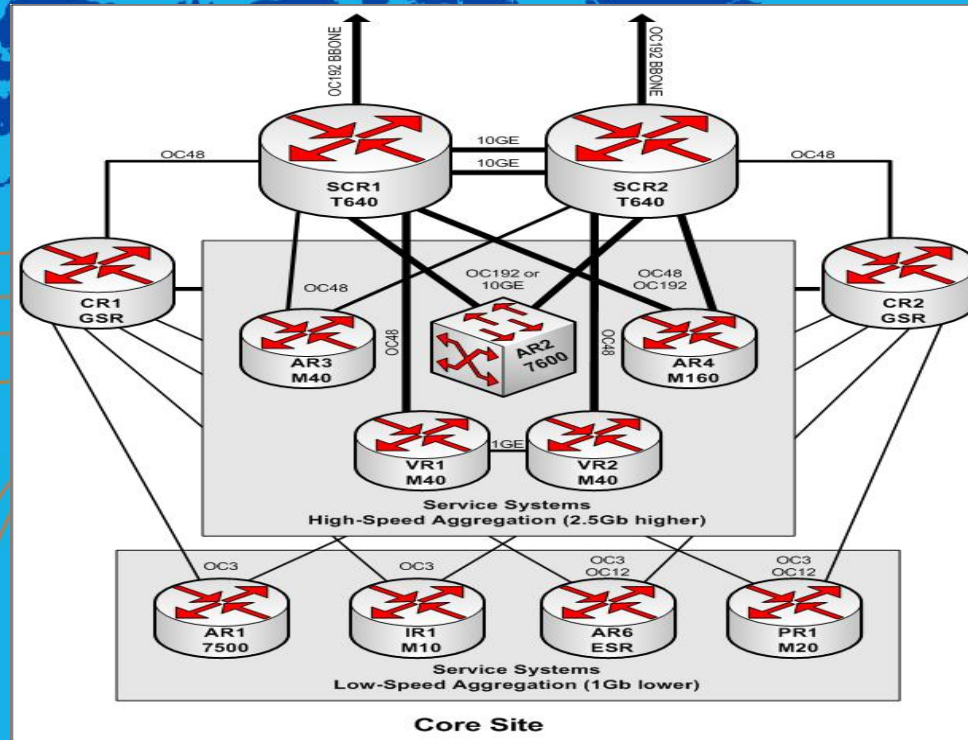 OC192 BBONE
OC192 BBONE
10GE
10GE
OC48
OC48
SCR1
T640
SCR2
T640
OC192 or
10GE
OC48
OC48
OC192
CR1
GSR
CR2
GSR
AR3
M40
OC48
AR2
7600
OC48
AR4
M160
VR1
M40
1GE
VR2
M40
Service Systems
High-Speed Aggregation (2.5Gb higher)
OC3
OC3
OC3
OC12
OC3
OC12
AR1
7500
IR1
M10
AR6
ESR
PR1
M20
Service Systems
Low-Speed Aggregation (1Gb lower)
Core Site